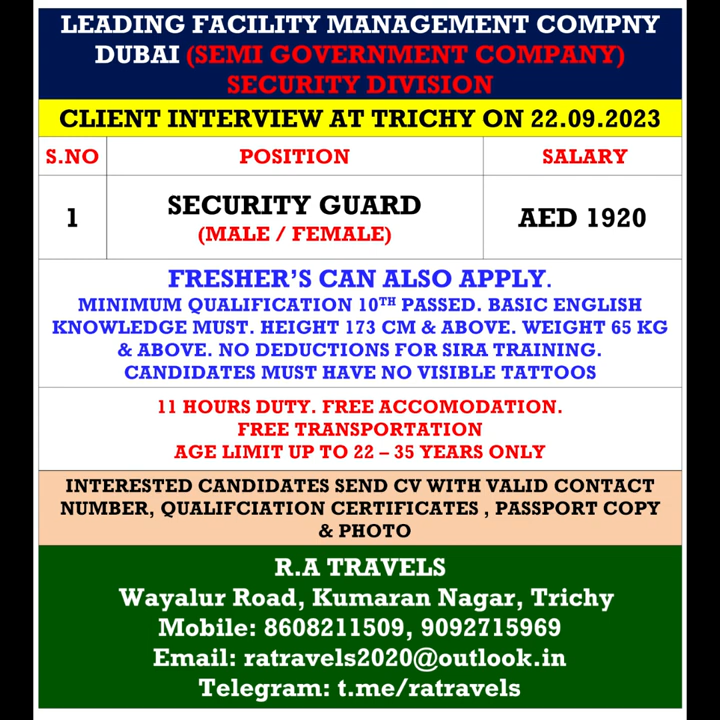 LEADING FACILITY MANAGEMENT COMPNY
DUBAI (SEMI GOVERNMENT COMPANY)
SECURITY DIVISION
CLIENT INTERVIEW AT TRICHY ON 22.09.2023
S.NO POSITION SALARY
1 SECURITY GUARD (MALE / FEMALE) AED 1920
FRESHER'S CAN ALSO APPLY.
MINIMUM QUALIFICATION 10TH PASSED. BASIC ENGLISH
KNOWLEDGE MUST. HEIGHT 173 CM & ABOVE. WEIGHT 65 KG
& ABOVE. NO DEDUCTIONS FOR SIRA TRAINING.
CANDIDATES MUST HAVE NO VISIBLE TATTOOS
11 HOURS DUTY. FREE ACCOMODATION.
FREE TRANSPORTATION
AGE LIMIT UP TO 22 – 35 YEARS ONLY
INTERESTED CANDIDATES SEND CV WITH VALID CONTACT
NUMBER, QUALIFCIATION CERTIFICATES , PASSPORT COPY
& PHOTO
R.A TRAVELS
Wayalur Road, Kumaran Nagar, Trichy
Mobile: 8608211509, 9092715969
Email: ratravels2020@outlook.in
Telegram: t.me/ratravels